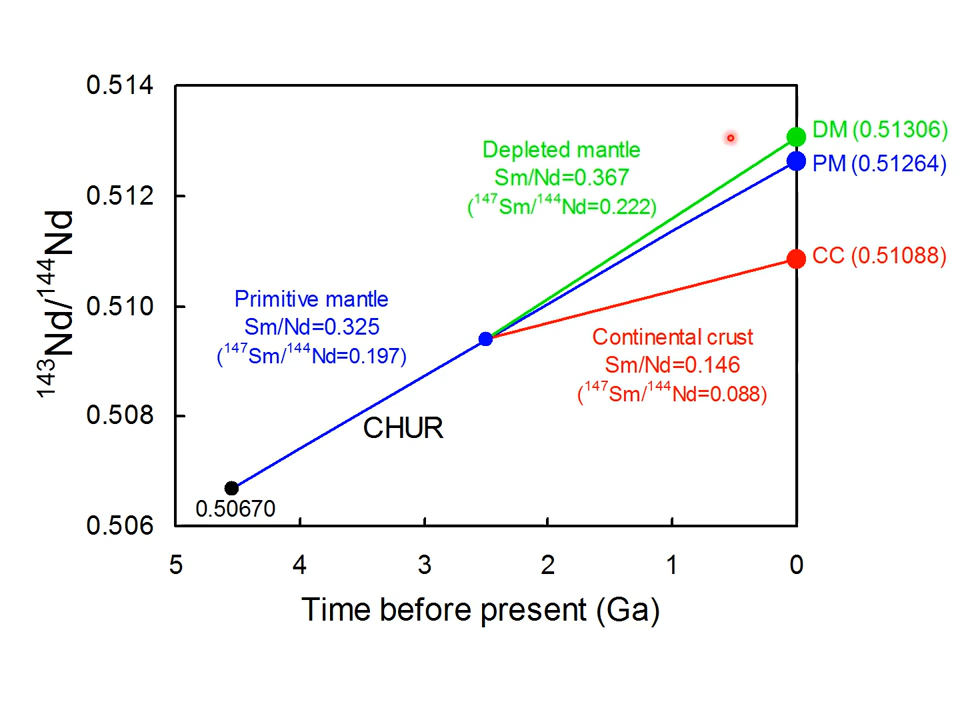 0.514
0.512
0.510
0.508
0.506
¹⁴³Nd/¹⁴⁴Nd
DM (0.51306)
PM (0.51264)
CC (0.51088)
Depleted mantle
Sm/Nd=0.367
(¹⁴⁷Sm/¹⁴⁴Nd=0.222)
Primitive mantle
Sm/Nd=0.325
(¹⁴⁷Sm/¹⁴⁴Nd=0.197)
Continental crust
Sm/Nd=0.146
(¹⁴⁷Sm/¹⁴⁴Nd=0.088)
CHUR
0.50670
5 4 3 2 1 0
Time before present (Ga)